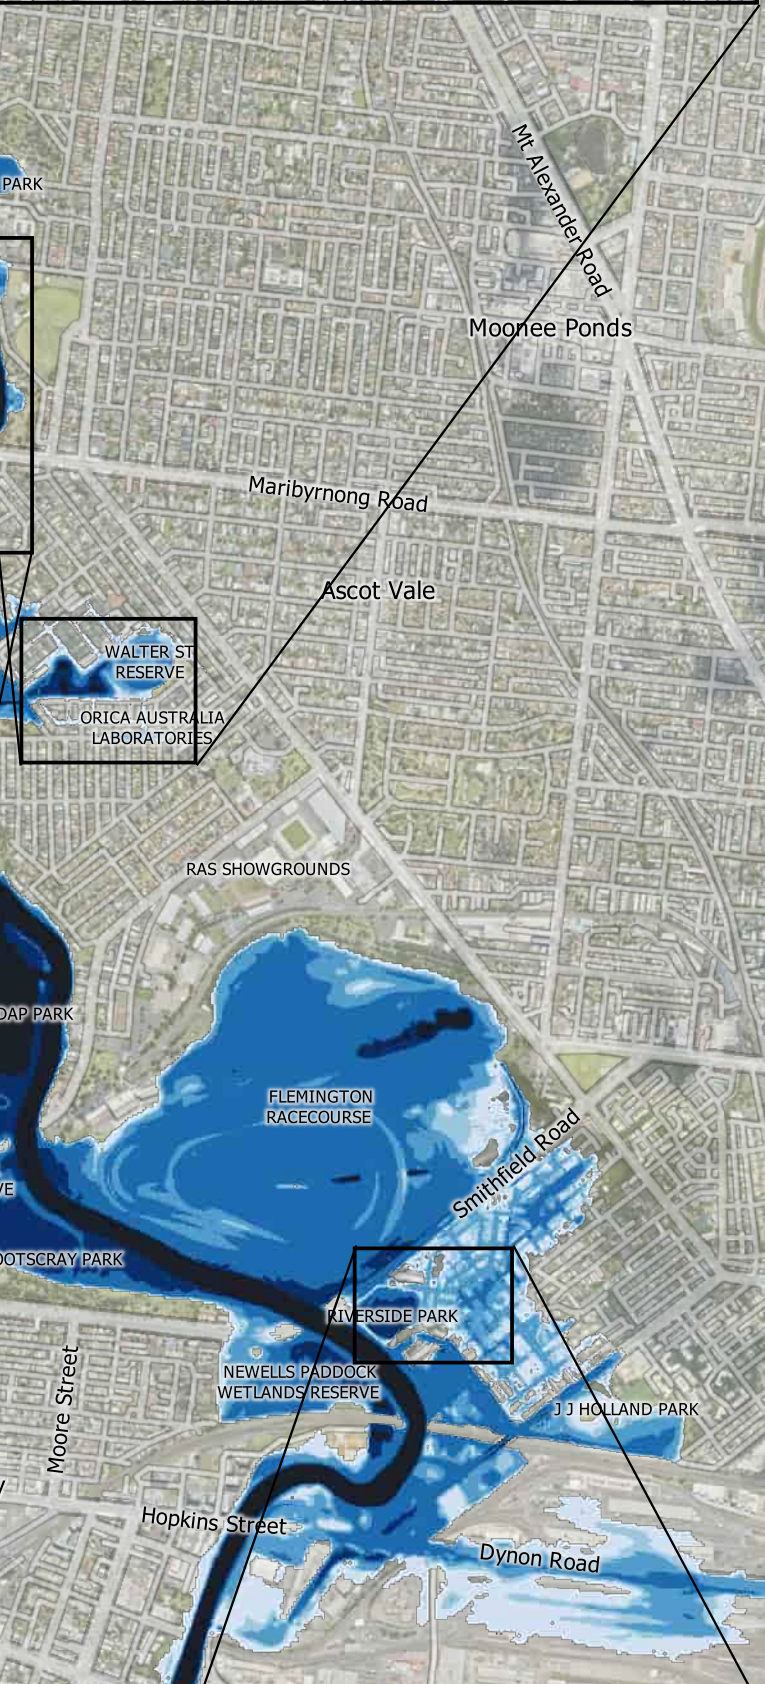 Mt Alexander Road
PARK
Moonee Ponds
Maribyrnong Road
Ascot Vale
WALTER ST
RESERVE
ORICA AUSTRALIA
LABORATORIES
RAS SHOWGROUNDS
DAP PARK
FLEMINGTON
RACECOURSE
Smithfield Road
VE
OOTSCRAY PARK
RIVERSIDE PARK
NEWELLS PADDOCK
WETLANDS RESERVE
Moore Street
J J HOLLAND PARK
Hopkins Street
Dynon Road